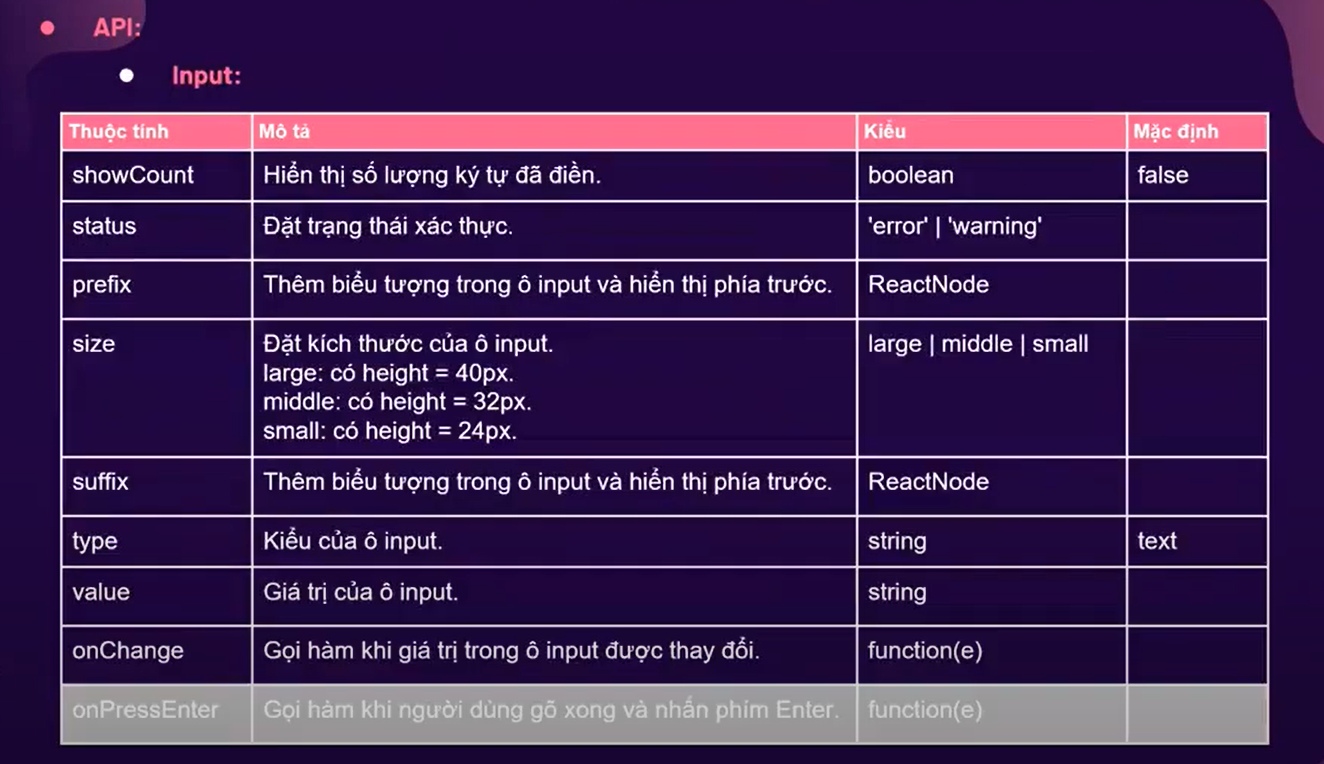 API:
Input:
Thuộc tính Mô tả Kiểu Mặc định
showCount Hiển thị số lượng ký tự đã điền. boolean false
status Đặt trạng thái xác thực. 'error' | 'warning'
prefix Thêm biểu tượng trong ô input và hiển thị phía trước. ReactNode
size Đặt kích thước của ô input. large | middle | small
large: có height = 40px.
middle: có height = 32px.
small: có height = 24px.
suffix Thêm biểu tượng trong ô input và hiển thị phía trước. ReactNode
type Kiểu của ô input. string text
value Giá trị của ô input. string
onChange Gọi hàm khi giá trị trong ô input được thay đổi. function(e)
onPressEnter Gọi hàm khi người dùng gõ xong và nhấn phím Enter. function(e)